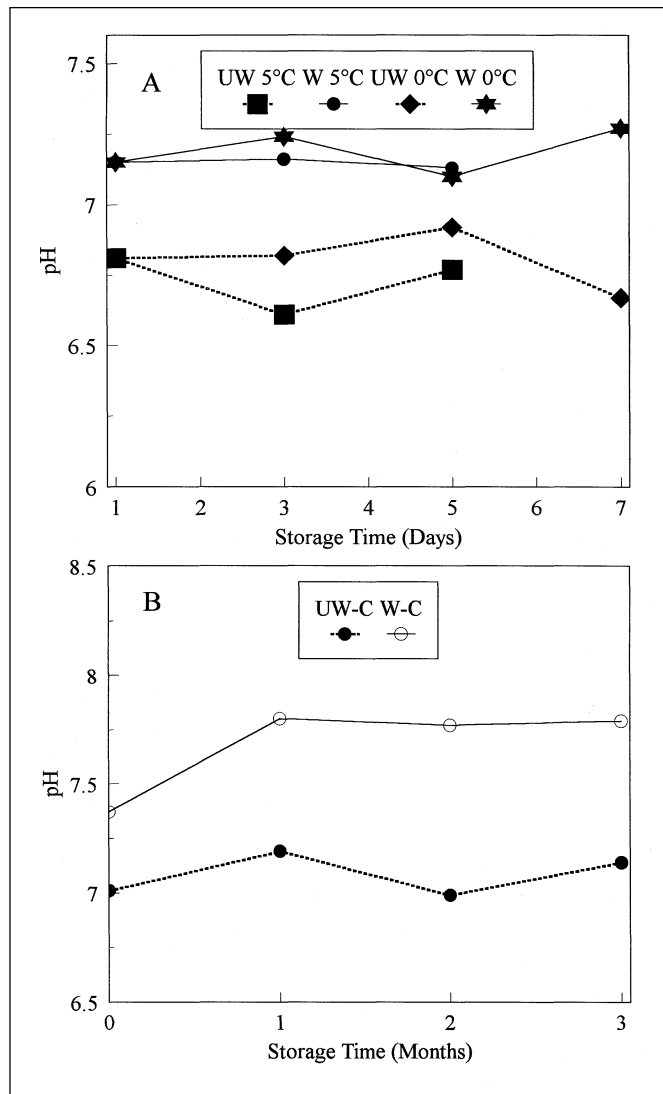 7.5
A
UW 5°C W 5°C UW 0°C W 0°C
7
pH
6.5
6
1 2 3 4 5 6 7
Storage Time (Days)
8.5
B
UW-C W-C
8
pH
7.5
7
6.5
0 1 2 3
Storage Time (Months)